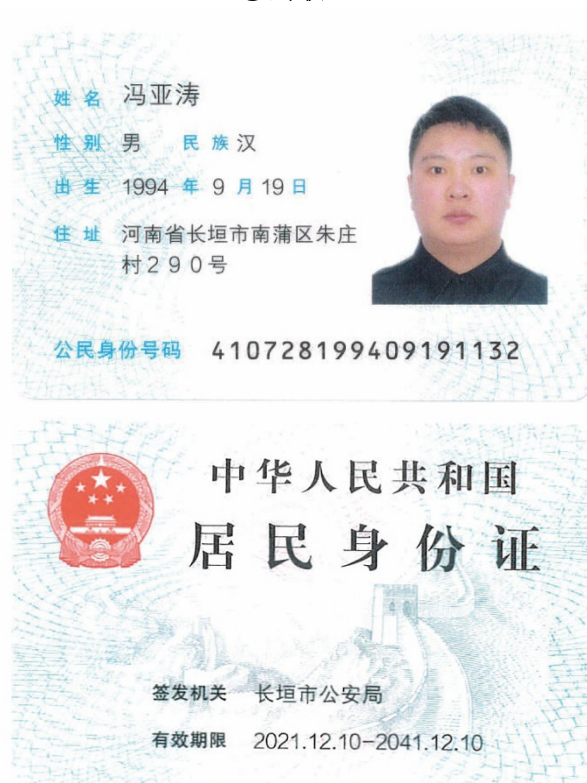 姓名 冯亚涛
性别 男 民族 汉
出生 1994 年 9 月 19 日
住址 河南省长垣市南蒲区朱庄
村290号
公民身份号码 410728199409191132
中华人民共和国
居民身份证
签发机关 长垣市公安局
有效期限 2021.12.10-2041.12.10